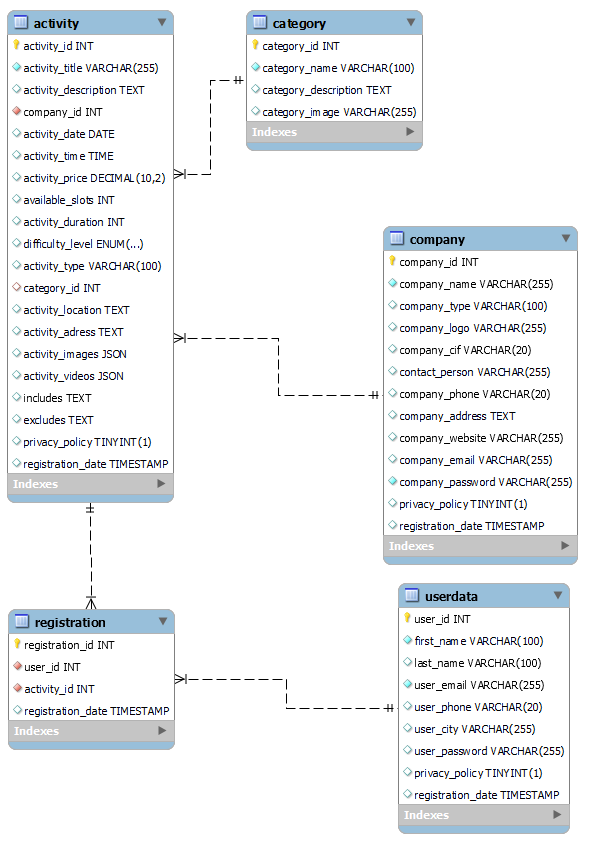 activity
activity_id INT
activity_title VARCHAR(255)
activity_description TEXT
company_id INT
activity_date DATE
activity_time TIME
activity_price DECIMAL(10,2)
available_slots INT
activity_duration INT
difficulty_level ENUM(...)
activity_type VARCHAR(100)
category_id INT
activity_location TEXT
activity_adress TEXT
activity_images JSON
activity_videos JSON
includes TEXT
excludes TEXT
privacy_policy TINYINT(1)
registration_date TIMESTAMP
Indexes
category
category_id INT
category_name VARCHAR(100)
category_description TEXT
category_image VARCHAR(255)
Indexes
company
company_id INT
company_name VARCHAR(255)
company_type VARCHAR(100)
company_logo VARCHAR(255)
company_cif VARCHAR(20)
contact_person VARCHAR(255)
company_phone VARCHAR(20)
company_address TEXT
company_website VARCHAR(255)
company_email VARCHAR(255)
company_password VARCHAR(255)
privacy_policy TINYINT(1)
registration_date TIMESTAMP
Indexes
registration
registration_id INT
user_id INT
activity_id INT
registration_date TIMESTAMP
Indexes
userdata
user_id INT
first_name VARCHAR(100)
last_name VARCHAR(100)
user_email VARCHAR(255)
user_phone VARCHAR(20)
user_city VARCHAR(255)
user_password VARCHAR(255)
privacy_policy TINYINT(1)
registration_date TIMESTAMP
Indexes